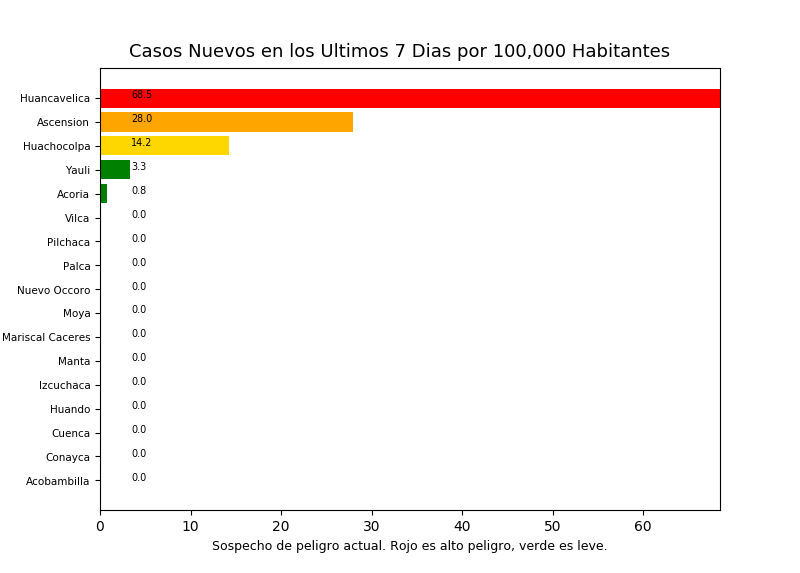 Casos Nuevos en los Ultimos 7 Dias por 100,000 Habitantes
Huancavelica 68.5
Ascension 28.0
Huachocolpa 14.2
Yauli 3.3
Acoria 0.8
Vilca 0.0
Pilchaca 0.0
Palca 0.0
Nuevo Occoro 0.0
Moya 0.0
Mariscal Caceres 0.0
Manta 0.0
Izcuchaca 0.0
Huando 0.0
Cuenca 0.0
Conayca 0.0
Acobambilla 0.0
0 10 20 30 40 50 60
Sospecho de peligro actual. Rojo es alto peligro, verde es leve.